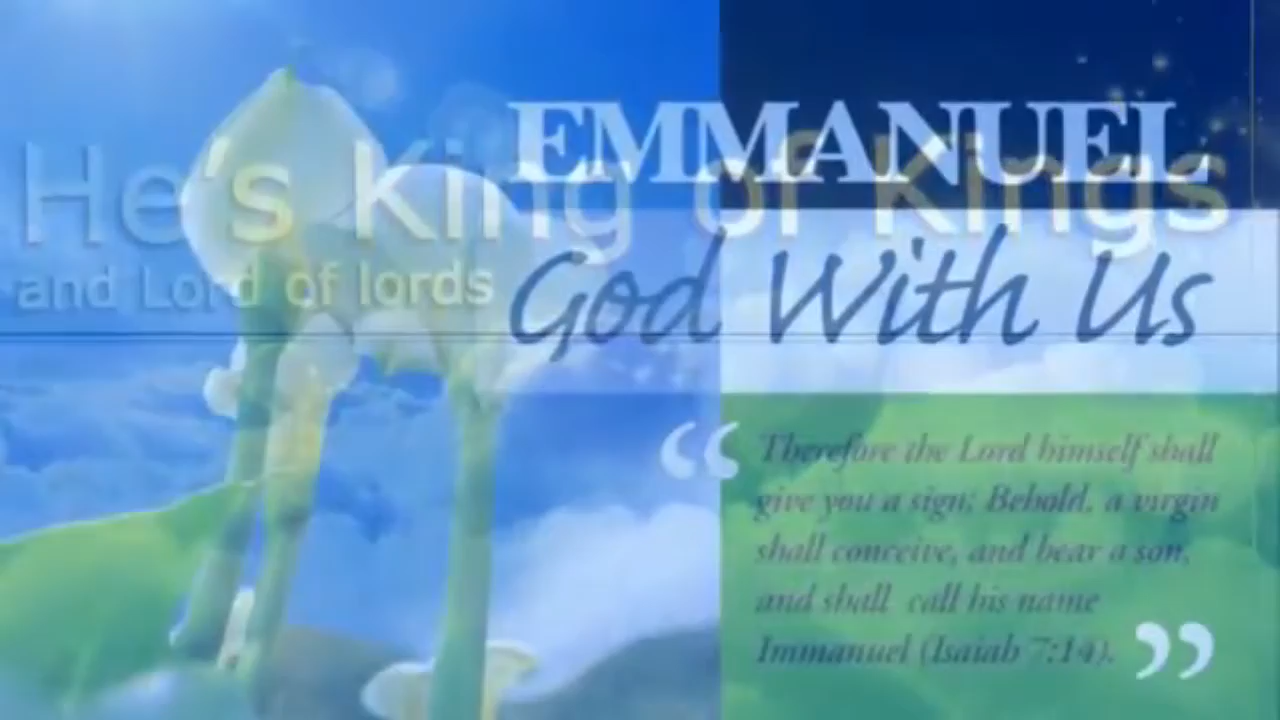 EMMANUEL
He's King of Kings
and Lord of lords
God With Us
“Therefore the Lord himself shall
give you a sign; Behold, a virgin
shall conceive, and bear a son,
and shall call his name
Immanuel (Isaiah 7:14).”